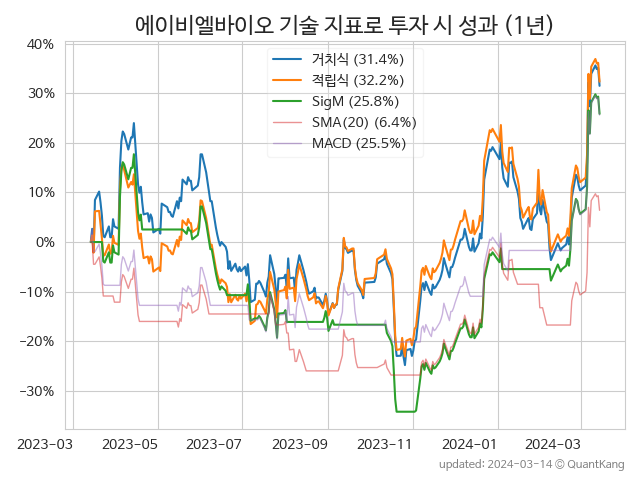 에이비엘바이오 기술 지표로 투자 시 성과 (1년)
40%
30%
20%
10%
0%
−10%
−20%
−30%
거치식 (31.4%)
적립식 (32.2%)
SigM (25.8%)
SMA(20) (6.4%)
MACD (25.5%)
2023-03
2023-05
2023-07
2023-09
2023-11
2024-01
2024-03
updated: 2024-03-14 © QuantKang